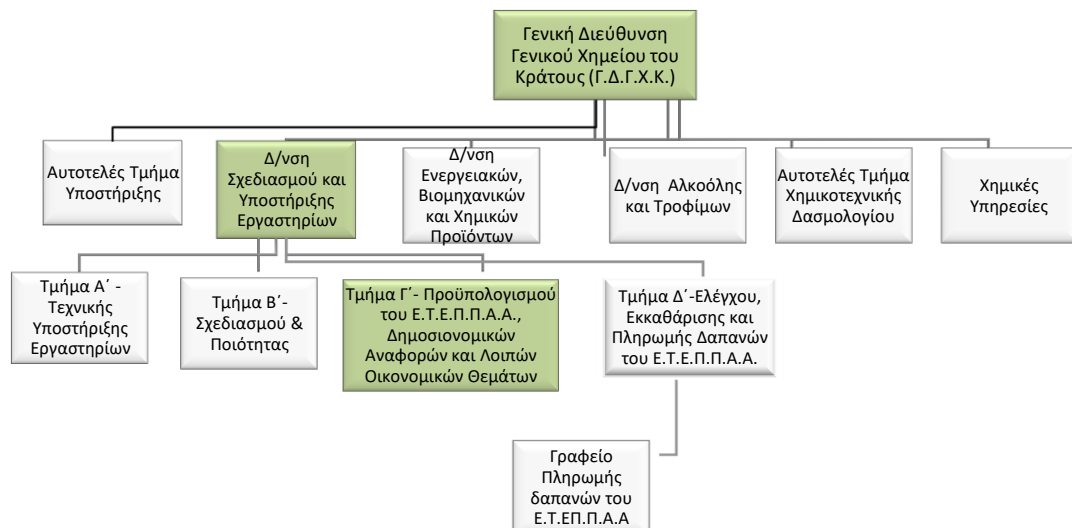 Γενική Διεύθυνση
Γενικού Χημείου του
Κράτους (Γ.Δ.Γ.Χ.Κ.)
Αυτοτελές Τμήμα
Υποστήριξης
Δ/νση
Σχεδιασμού και
Υποστήριξης
Εργαστηρίων
Δ/νση
Ενεργειακών,
Βιομηχανικών
και Χημικών
Προϊόντων
Δ/νση Αλκοόλης
και Τροφίμων
Αυτοτελές Τμήμα
Χημικοτεχνικής
Δασμολογίου
Χημικές
Υπηρεσίες
Τμήμα Α΄ -
Τεχνικής
Υποστήριξης
Εργαστηρίων
Τμήμα Β΄-
Σχεδιασμού &
Ποιότητας
Τμήμα Γ΄- Προϋπολογισμού
του Ε.Τ.Ε.Π.Π.Α.Α.,
Δημοσιονομικών
Αναφορών και Λοιπών
Οικονομικών Θεμάτων
Τμήμα Δ΄-Ελέγχου,
Εκκαθάρισης και
Πληρωμής Δαπανών
του Ε.Τ.Ε.Π.Π.Α.Α.
Γραφείο
Πληρωμής
δαπανών του
Ε.Τ.ΕΠ.Π.Α.Α